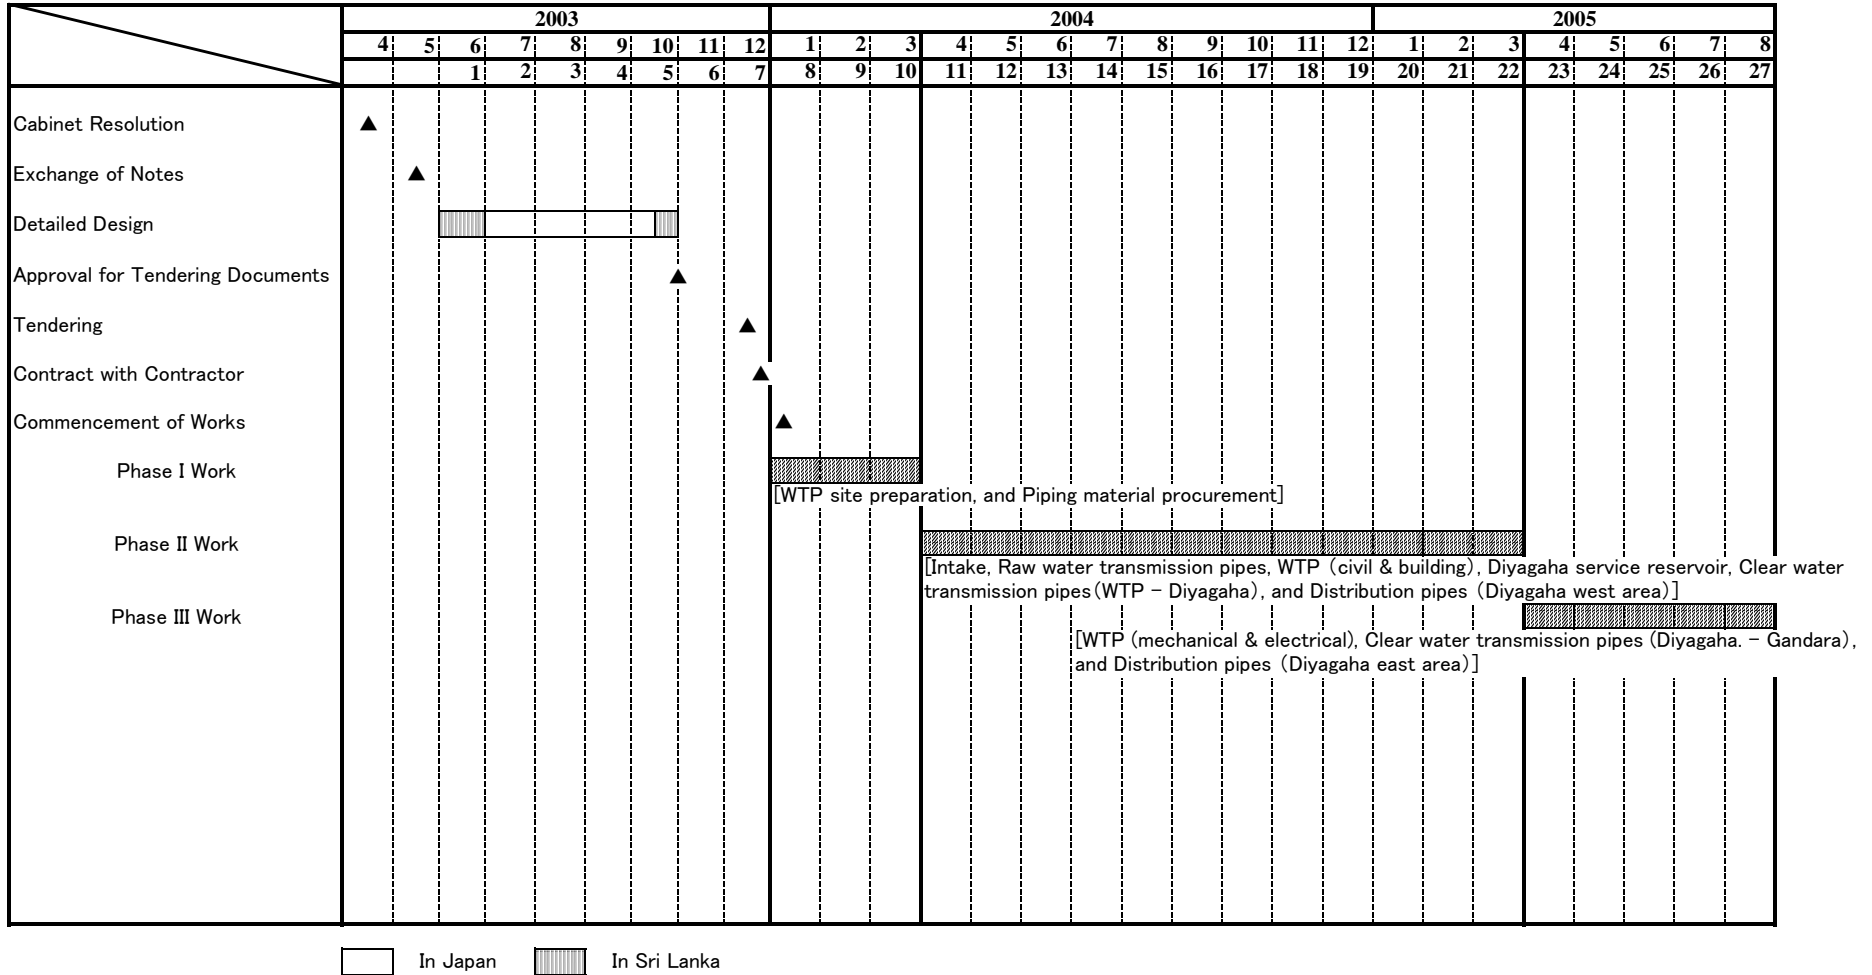 2003 2004 2005
4 5 6 7 8 9 10 11 12 1 2 3 4 5 6 7 8 9 10 11 12 1 2 3 4 5 6 7 8
1 2 3 4 5 6 7 8 9 10 11 12 13 14 15 16 17 18 19 20 21 22 23 24 25 26 27
Cabinet Resolution
Exchange of Notes
Detailed Design
Approval for Tendering Documents
Tendering
Contract with Contractor
Commencement of Works
Phase I Work
[WTP site preparation, and Piping material procurement]
Phase II Work
[Intake, Raw water transmission pipes, WTP (civil & building), Diyagaha service reservoir, Clear water
transmission pipes(WTP - Diyagaha), and Distribution pipes (Diyagaha west area)]
Phase III Work
[WTP (mechanical & electrical), Clear water transmission pipes (Diyagaha. - Gandara),
and Distribution pipes (Diyagaha east area)]
In Japan In Sri Lanka